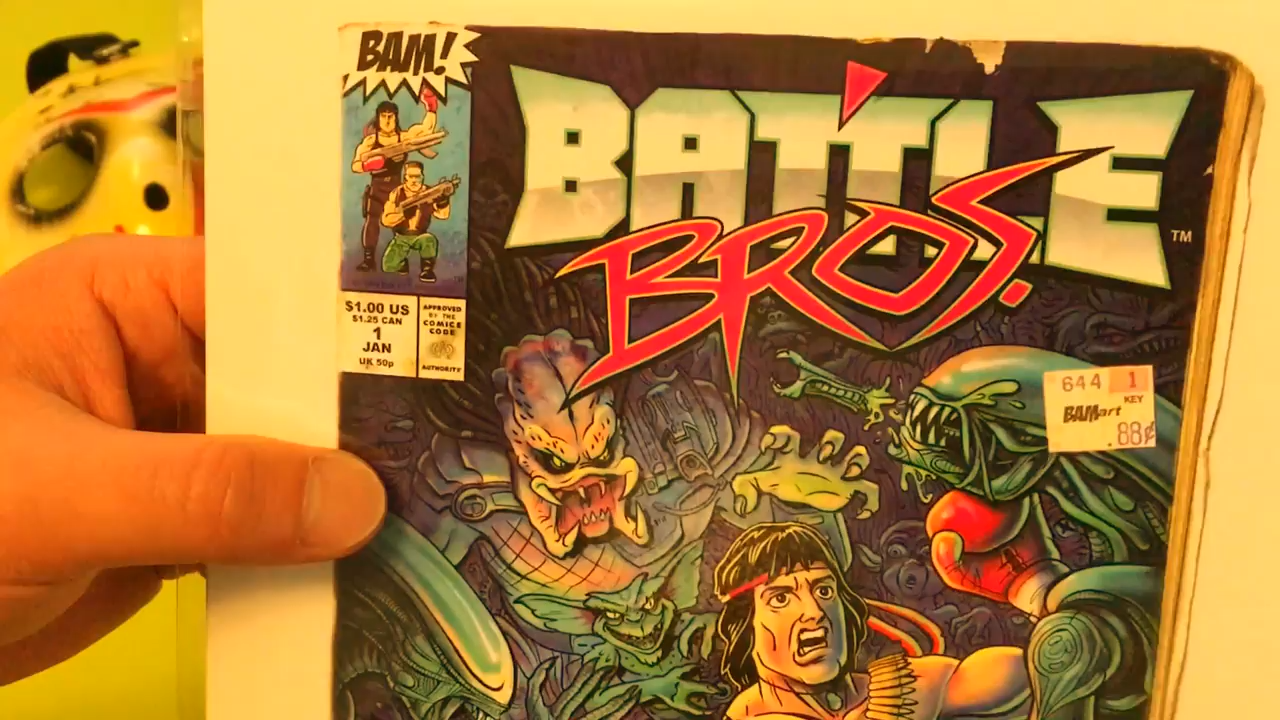 BAM!
BATTLE
BROS.
TM
$1.00 US
$1.25 CAN
1
JAN
UK 50p
APPROVED
BY THE
COMICS
CODE
AUTHORITY
644 1
KEY
BAMart
.88¢